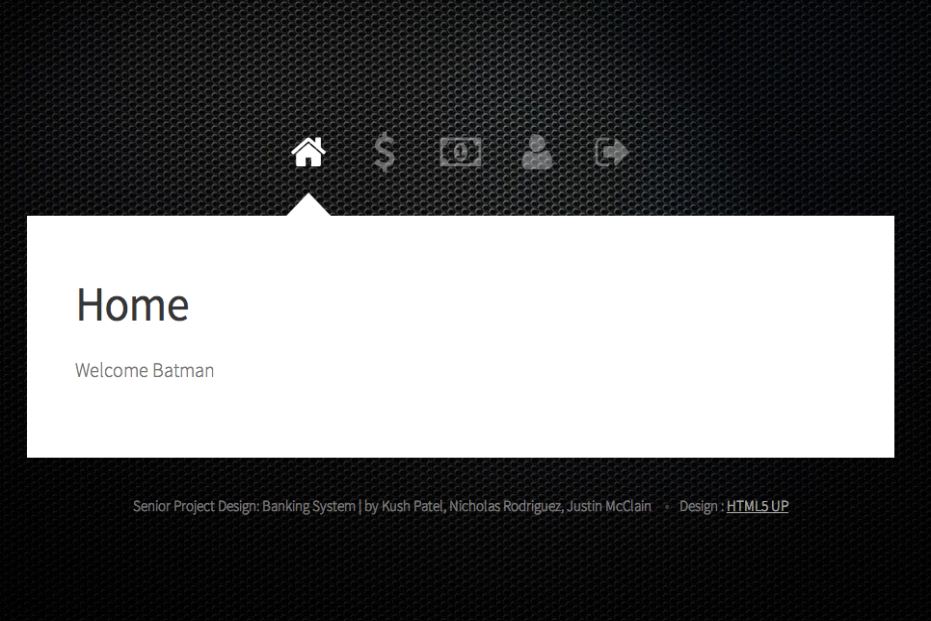 Home
Welcome Batman
Senior Project Design: Banking System | by Kush Patel, Nicholas Rodriguez, Justin McClain • Design : HTML5 UP